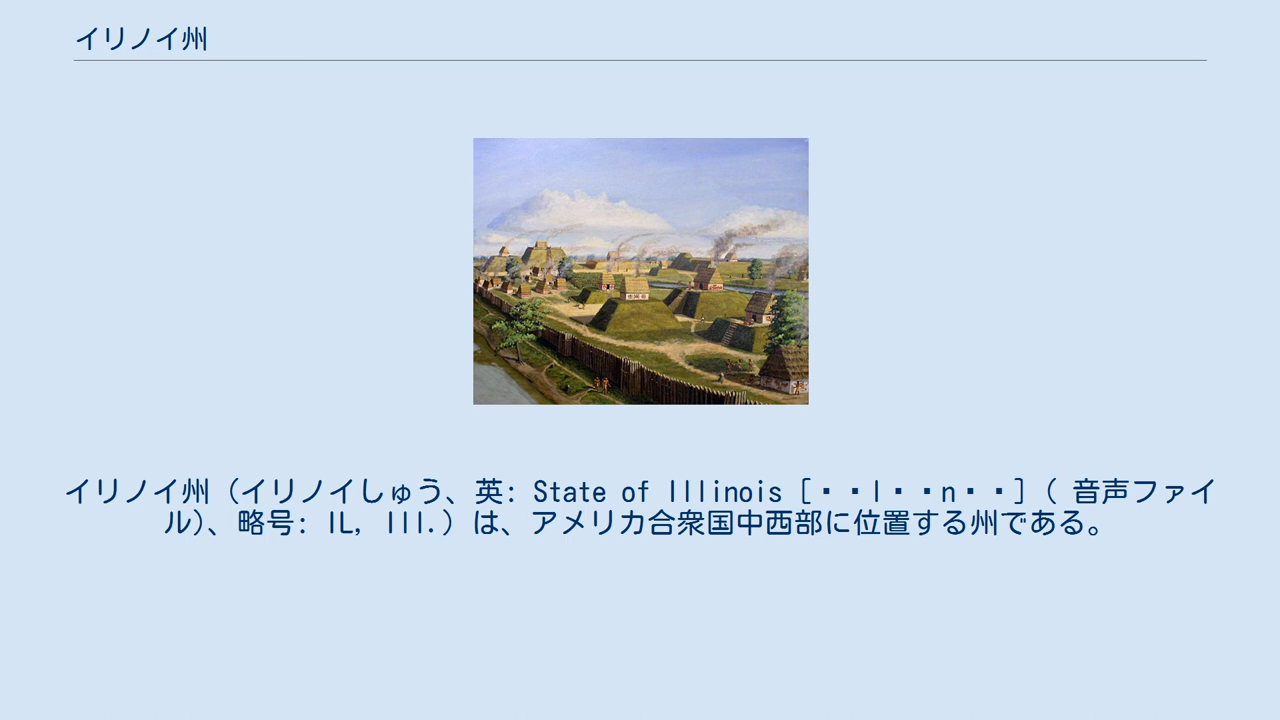 イリノイ州
イリノイ州（イリノイしゅう、英: State of Illinois [・・l・・n・・]（ 音声ファイ
ル）、略号: IL, Ill.）は、アメリカ合衆国中西部に位置する州である。